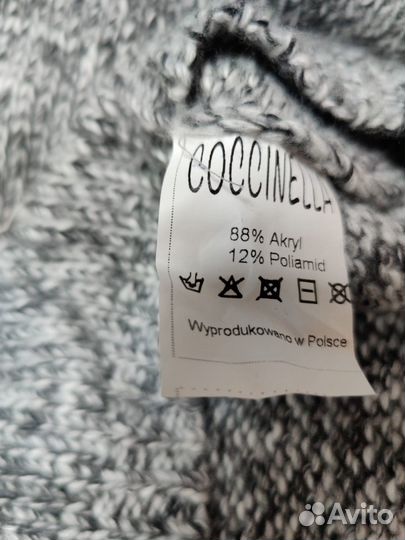 COCCINELLA
88% Akryl
12% Poliamid
Wyprodukowano w Polsce
Avito